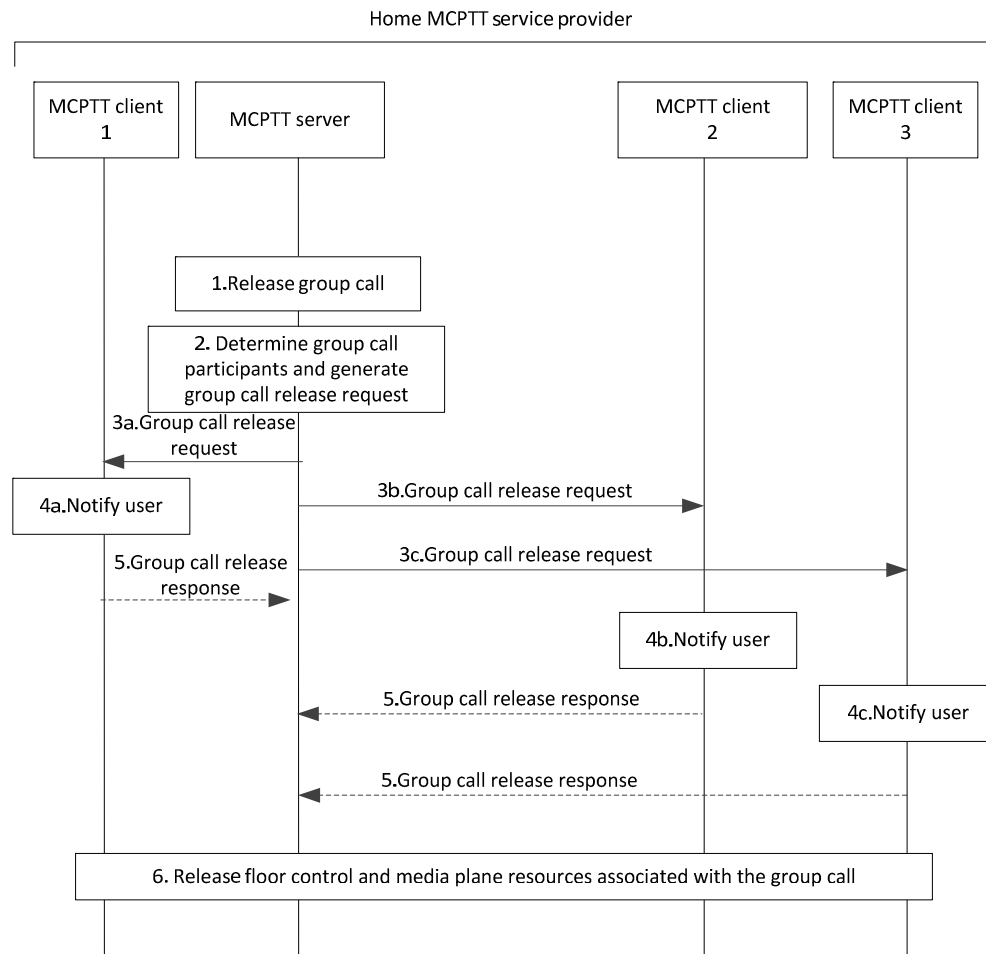 Home MCPTT service provider
MCPTT client
1
MCPTT server
MCPTT client
2
MCPTT client
3
1.Release group call
2. Determine group call
participants and generate
group call release request
3a.Group call release
request
4a.Notify user
3b.Group call release request
5.Group call release
response
3c.Group call release request
4b.Notify user
5.Group call release response
4c.Notify user
5.Group call release response
6. Release floor control and media plane resources associated with the group call